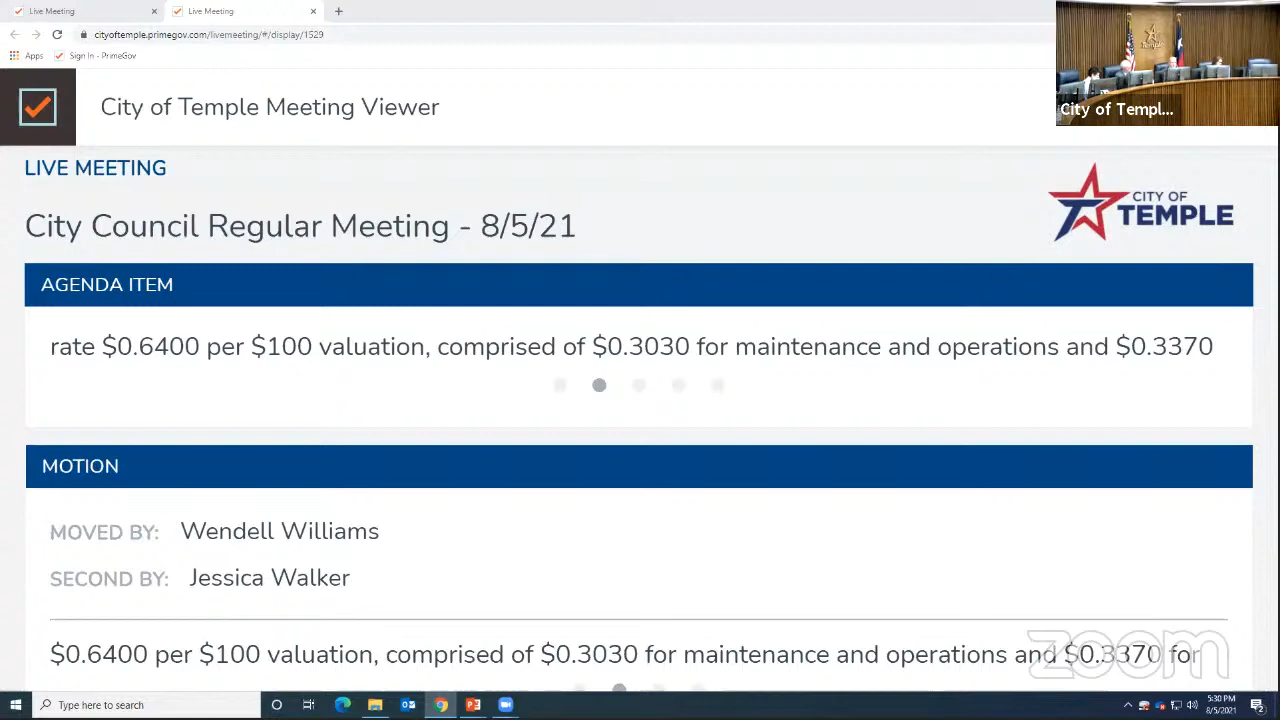 Live Meeting
Live Meeting
cityoftemple.primegov.com/livemeeting/#/display/1529
Apps Sign In - PrimeGov
Temple
City of Templ...
City of Temple Meeting Viewer
LIVE MEETING
CITY OF
TEMPLE
City Council Regular Meeting - 8/5/21
AGENDA ITEM
rate $0.6400 per $100 valuation, comprised of $0.3030 for maintenance and operations and $0.3370
MOTION
MOVED BY: Wendell Williams
SECOND BY: Jessica Walker
$0.6400 per $100 valuation, comprised of $0.3030 for maintenance and operations and $0.3370 for
zoom
Type here to search
5:30 PM
8/5/2021
2